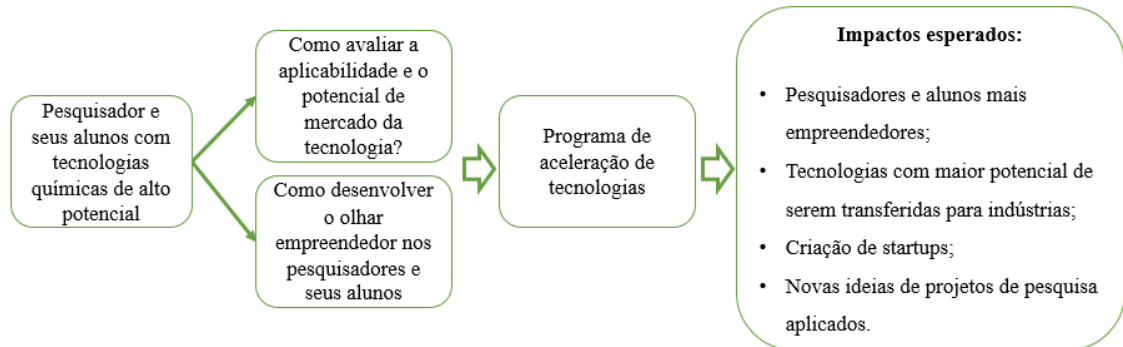 Pesquisador e
seus alunos com
tecnologias
químicas de alto
potencial
Como avaliar a
aplicabilidade e o
potencial de
mercado da
tecnologia?
Como desenvolver
o olhar
empreendedor nos
pesquisadores e
seus alunos
Programa de
aceleração de
tecnologias
Impactos esperados:
• Pesquisadores e alunos mais
empreendedores;
• Tecnologias com maior potencial de
serem transferidas para indústrias;
• Criação de startups;
• Novas ideias de projetos de pesquisa
aplicados.